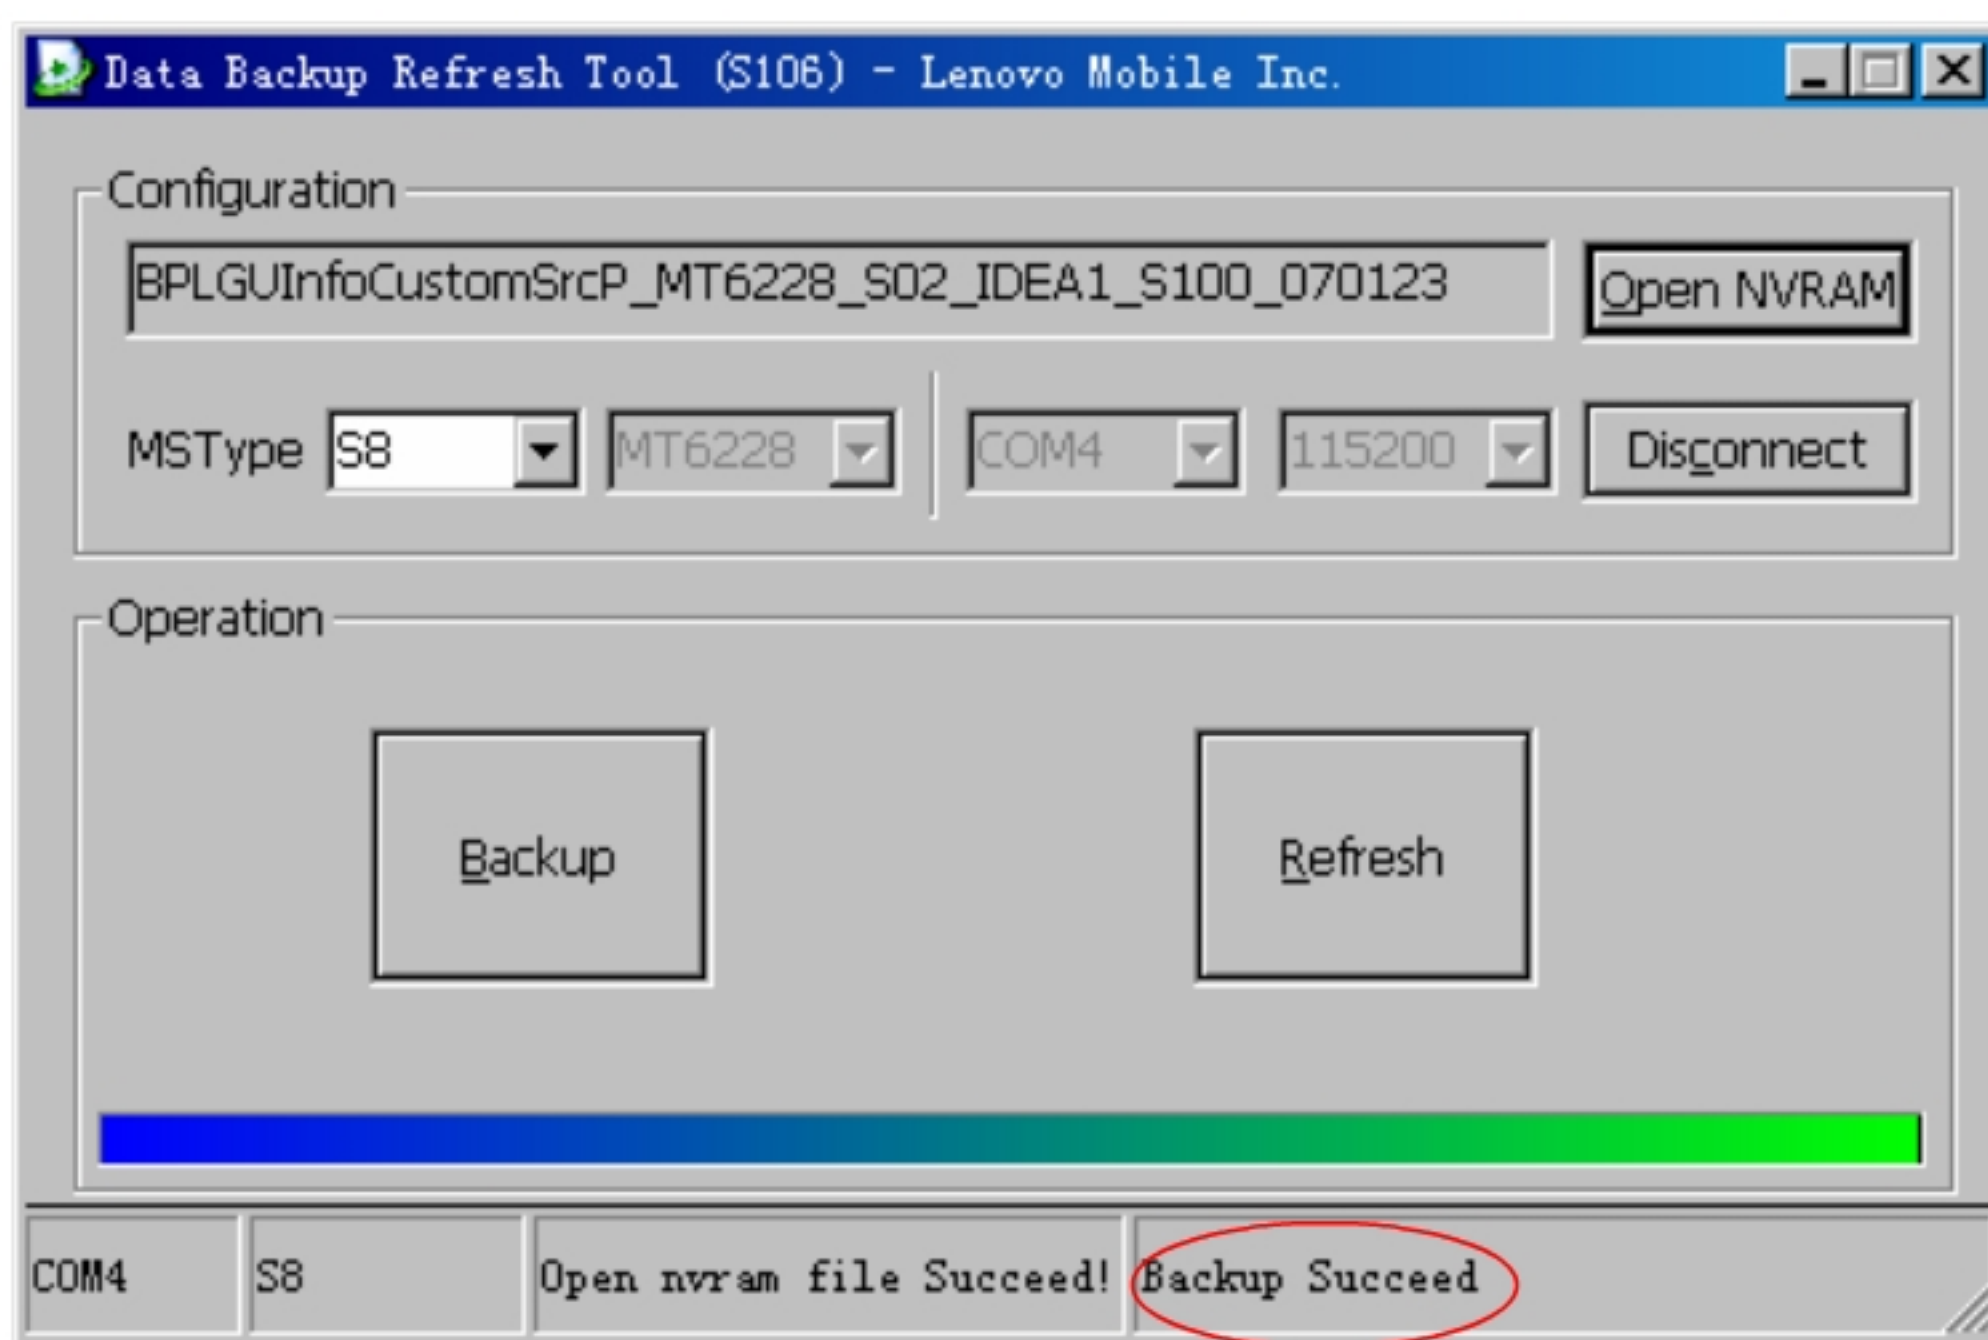 Data Backup Refresh Tool (S106) - Lenovo Mobile Inc.
Configuration
BPLGUInfoCustomSrcP_MT6228_S02_IDEA1_S100_070123
Open NVRAM
MSType S8 MT6228 COM4 115200 Disconnect
Operation
Backup Refresh
COM4 S8 Open nvram file Succeed! Backup Succeed